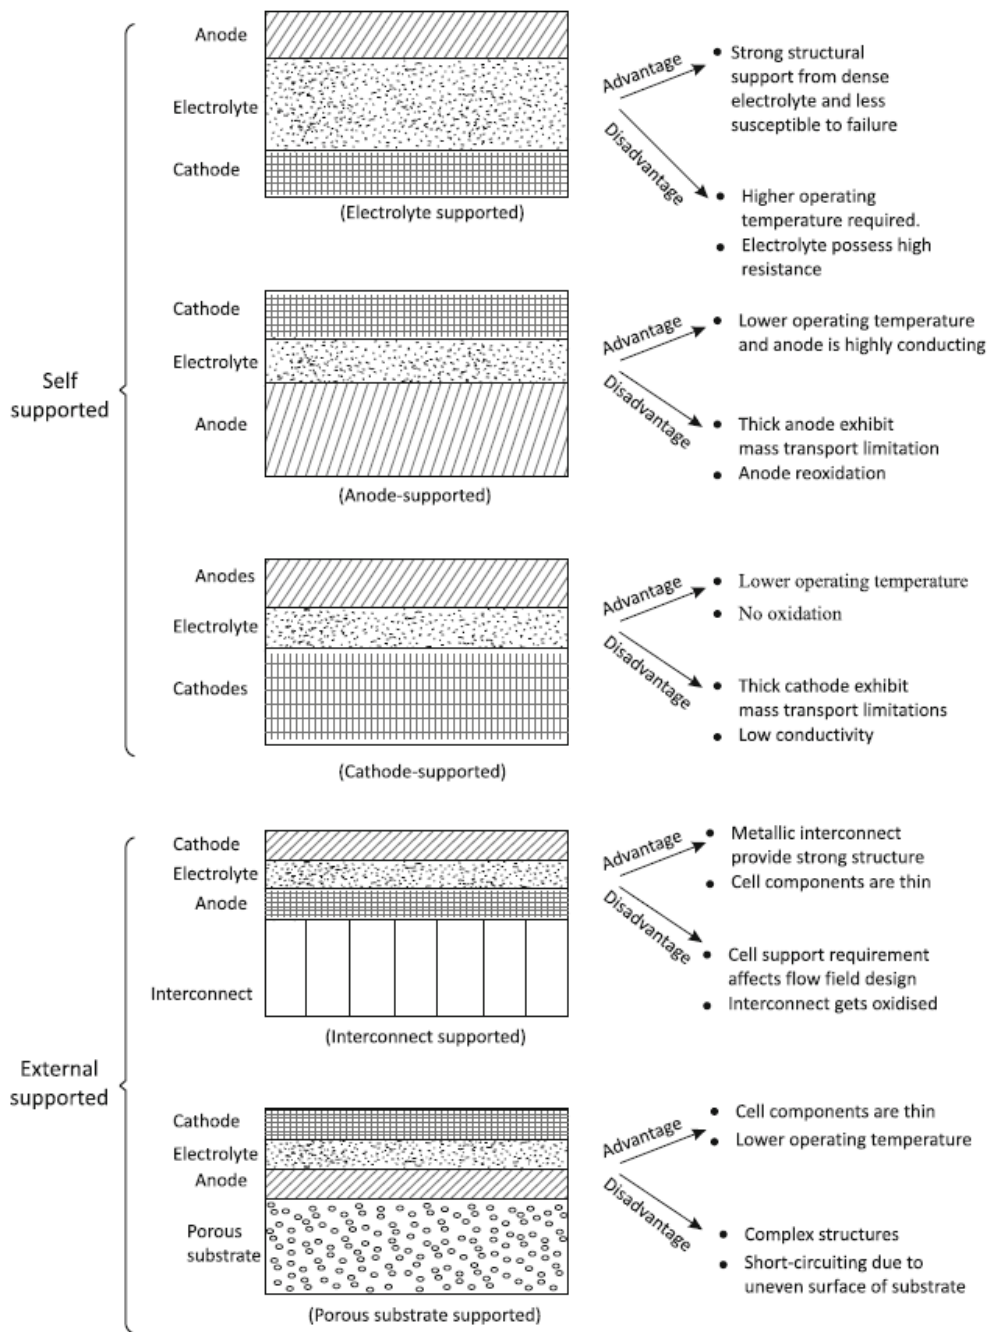 Self
supported
Anode
Electrolyte
Cathode
(Electrolyte supported)
Advantage
• Strong structural
support from dense
electrolyte and less
susceptible to failure
Disadvantage
• Higher operating
temperature required.
• Electrolyte possess high
resistance
Cathode
Electrolyte
Anode
(Anode-supported)
Advantage
• Lower operating temperature
and anode is highly conducting
Disadvantage
• Thick anode exhibit
mass transport limitation
• Anode reoxidation
Anodes
Electrolyte
Cathodes
(Cathode-supported)
Advantage
• Lower operating temperature
• No oxidation
Disadvantage
• Thick cathode exhibit
mass transport limitations
• Low conductivity
External
supported
Cathode
Electrolyte
Anode
Interconnect
(Interconnect supported)
Advantage
• Metallic interconnect
provide strong structure
• Cell components are thin
Disadvantage
• Cell support requirement
affects flow field design
• Interconnect gets oxidised
Cathode
Electrolyte
Anode
Porous
substrate
(Porous substrate supported)
Advantage
• Cell components are thin
• Lower operating temperature
Disadvantage
• Complex structures
• Short-circuiting due to
uneven surface of substrate